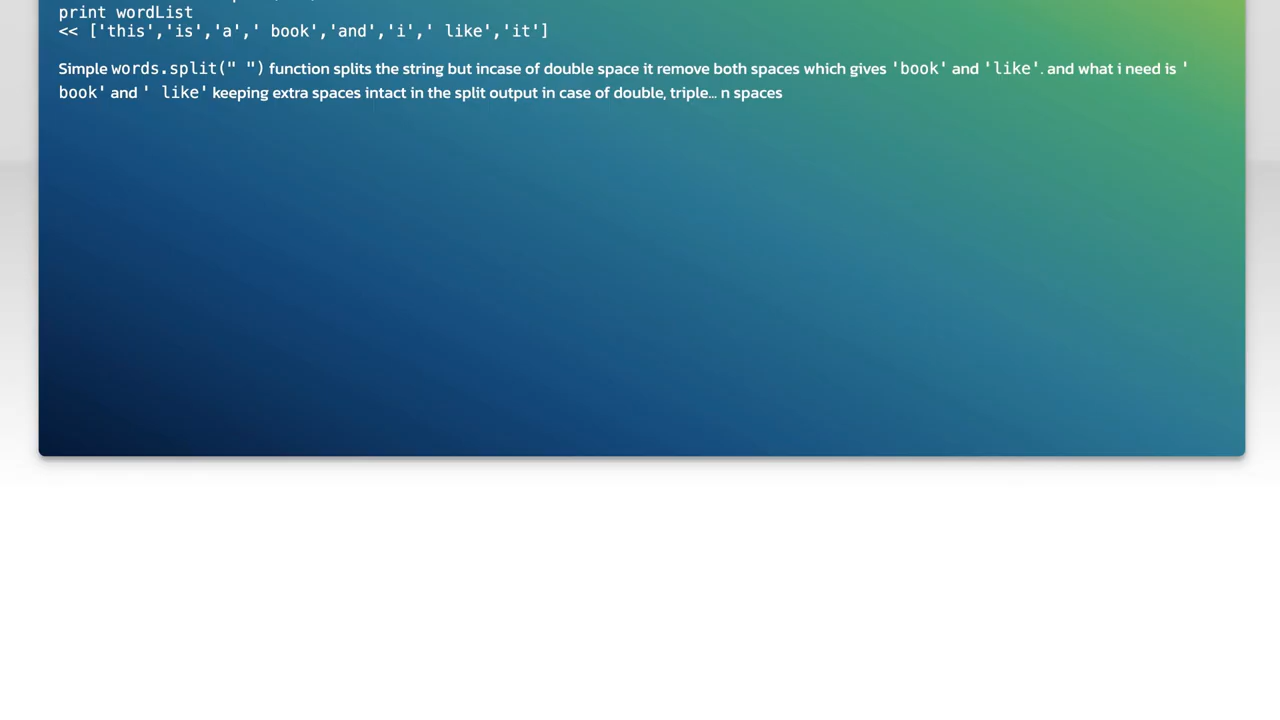 print wordList
<< ['this','is','a',' book','and','i',' like','it']
Simple words.split(" ") function splits the string but incase of double space it remove both spaces which gives 'book' and 'like'. and what i need is '
book' and ' like' keeping extra spaces intact in the split output in case of double, triple... n spaces